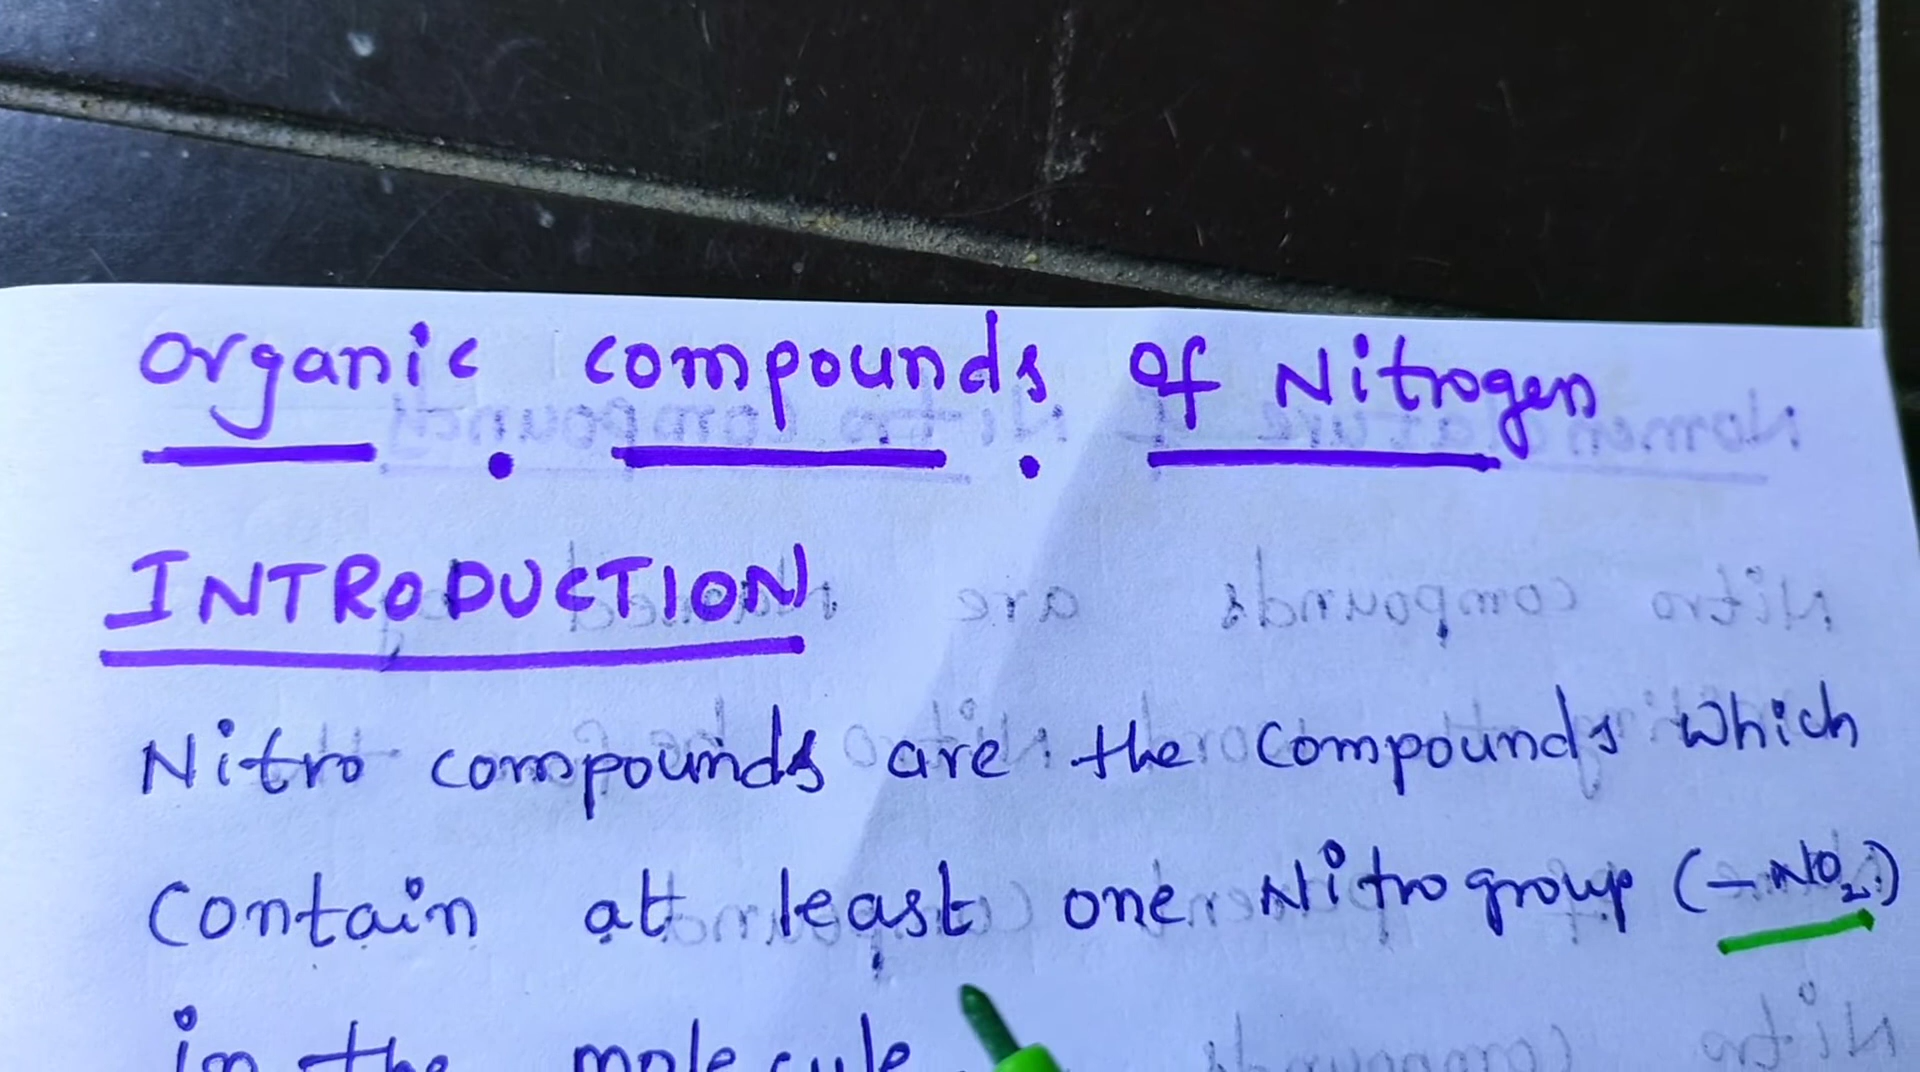 Organic compounds of Nitrogen
INTRODUCTION
Nitro compounds are the compounds which
contain at least one Nitro group (-NO₂)
in the molecule